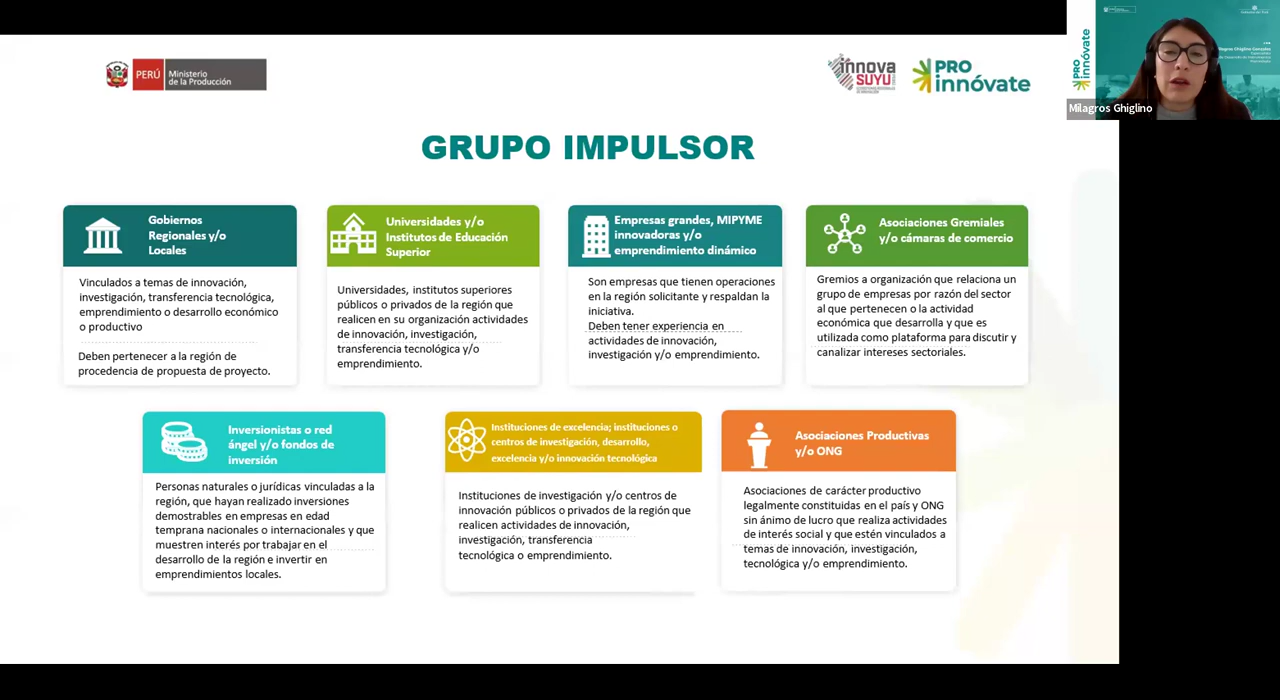 PERÚ
Ministerio
de la Producción
innova
SUYU
PRO
innóvate
PRO
innóvate
Milagros Ghiglino
GRUPO IMPULSOR
Gobiernos
Regionales y/o
Locales
Vinculados a temas de innovación,
investigación, transferencia tecnológica,
emprendimiento o desarrollo económico
o productivo
Deben pertenecer a la región de
procedencia de propuesta de proyecto.
Universidades y/o
Institutos de Educación
Superior
Universidades, institutos superiores
públicos o privados de la región que
realicen en su organización actividades
de innovación, investigación,
transferencia tecnológica y/o
emprendimiento.
Empresas grandes, MIPYME
innovadoras y/o
emprendimiento dinámico
Son empresas que tienen operaciones
en la región solicitante y respaldan la
iniciativa.
Deben tener experiencia en
actividades de innovación,
investigación y/o emprendimiento.
Asociaciones Gremiales
y/o cámaras de comercio
Gremios a organización que relaciona un
grupo de empresas por razón del sector
al que pertenecen o la actividad
económica que desarrolla y que es
utilizada como plataforma para discutir y
canalizar intereses sectoriales.
Inversionistas o red
ángel y/o fondos de
inversión
Personas naturales o jurídicas vinculadas a la
región, que hayan realizado inversiones
demostrables en empresas en edad
temprana nacionales o internacionales y que
muestren interés por trabajar en el
desarrollo de la región e invertir en
emprendimientos locales.
Instituciones de excelencia; instituciones o
centros de investigación, desarrollo,
excelencia y/o innovación tecnológica
Instituciones de investigación y/o centros de
innovación públicos o privados de la región que
realicen actividades de innovación,
investigación, transferencia
tecnológica o emprendimiento.
Asociaciones Productivas
y/o ONG
Asociaciones de carácter productivo
legalmente constituidas en el país y ONG
sin ánimo de lucro que realiza actividades
de interés social y que estén vinculados a
temas de innovación, investigación,
tecnológica y/o emprendimiento.